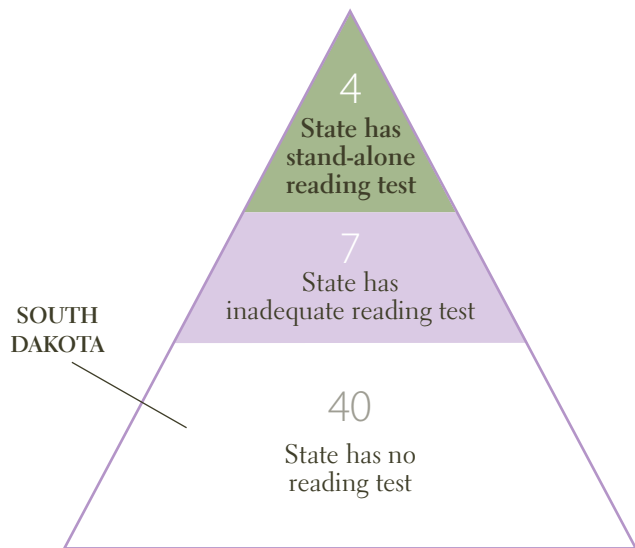 4
State has
stand-alone
reading test
7
State has
inadequate reading test
SOUTH
DAKOTA
40
State has no
reading test